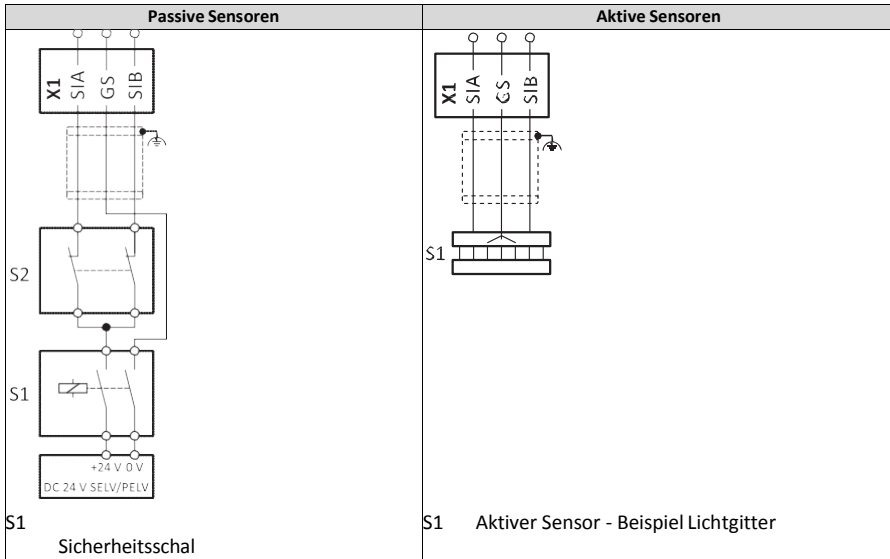 Passive Sensoren
Aktive Sensoren
X1
SIA
GS
SIB
S2
S1
+24 V 0 V
DC 24 V SELV/PELV
S1
Sicherheitsschal
X1
SIA
GS
SIB
S1
S1 Aktiver Sensor - Beispiel Lichtgitter